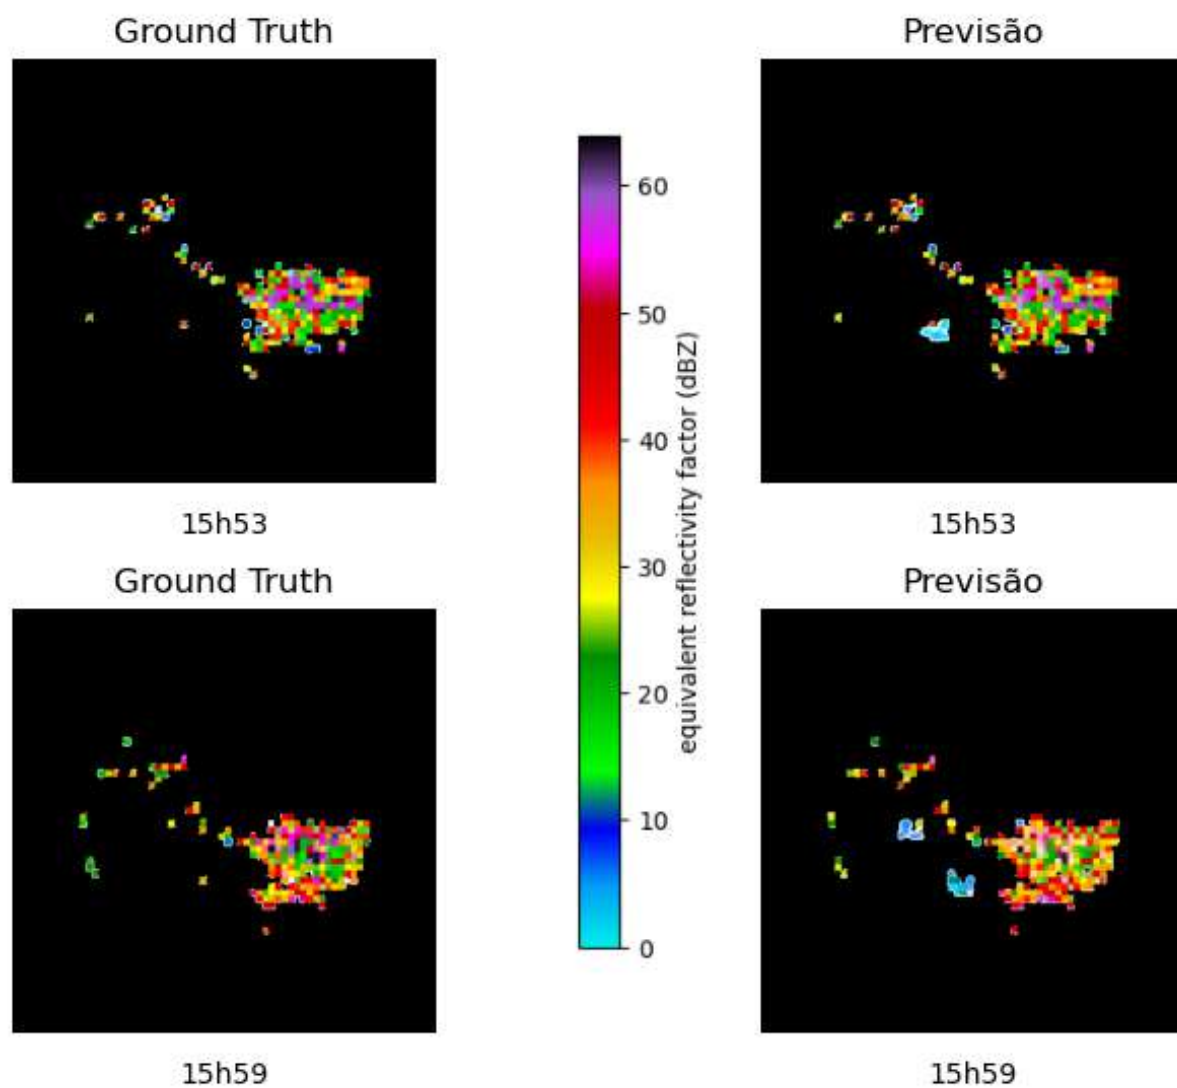 Ground Truth
Previsão
60
50
40
30
20
10
0
equivalent reflectivity factor (dBZ)
15h53
15h53
Ground Truth
Previsão
15h59
15h59